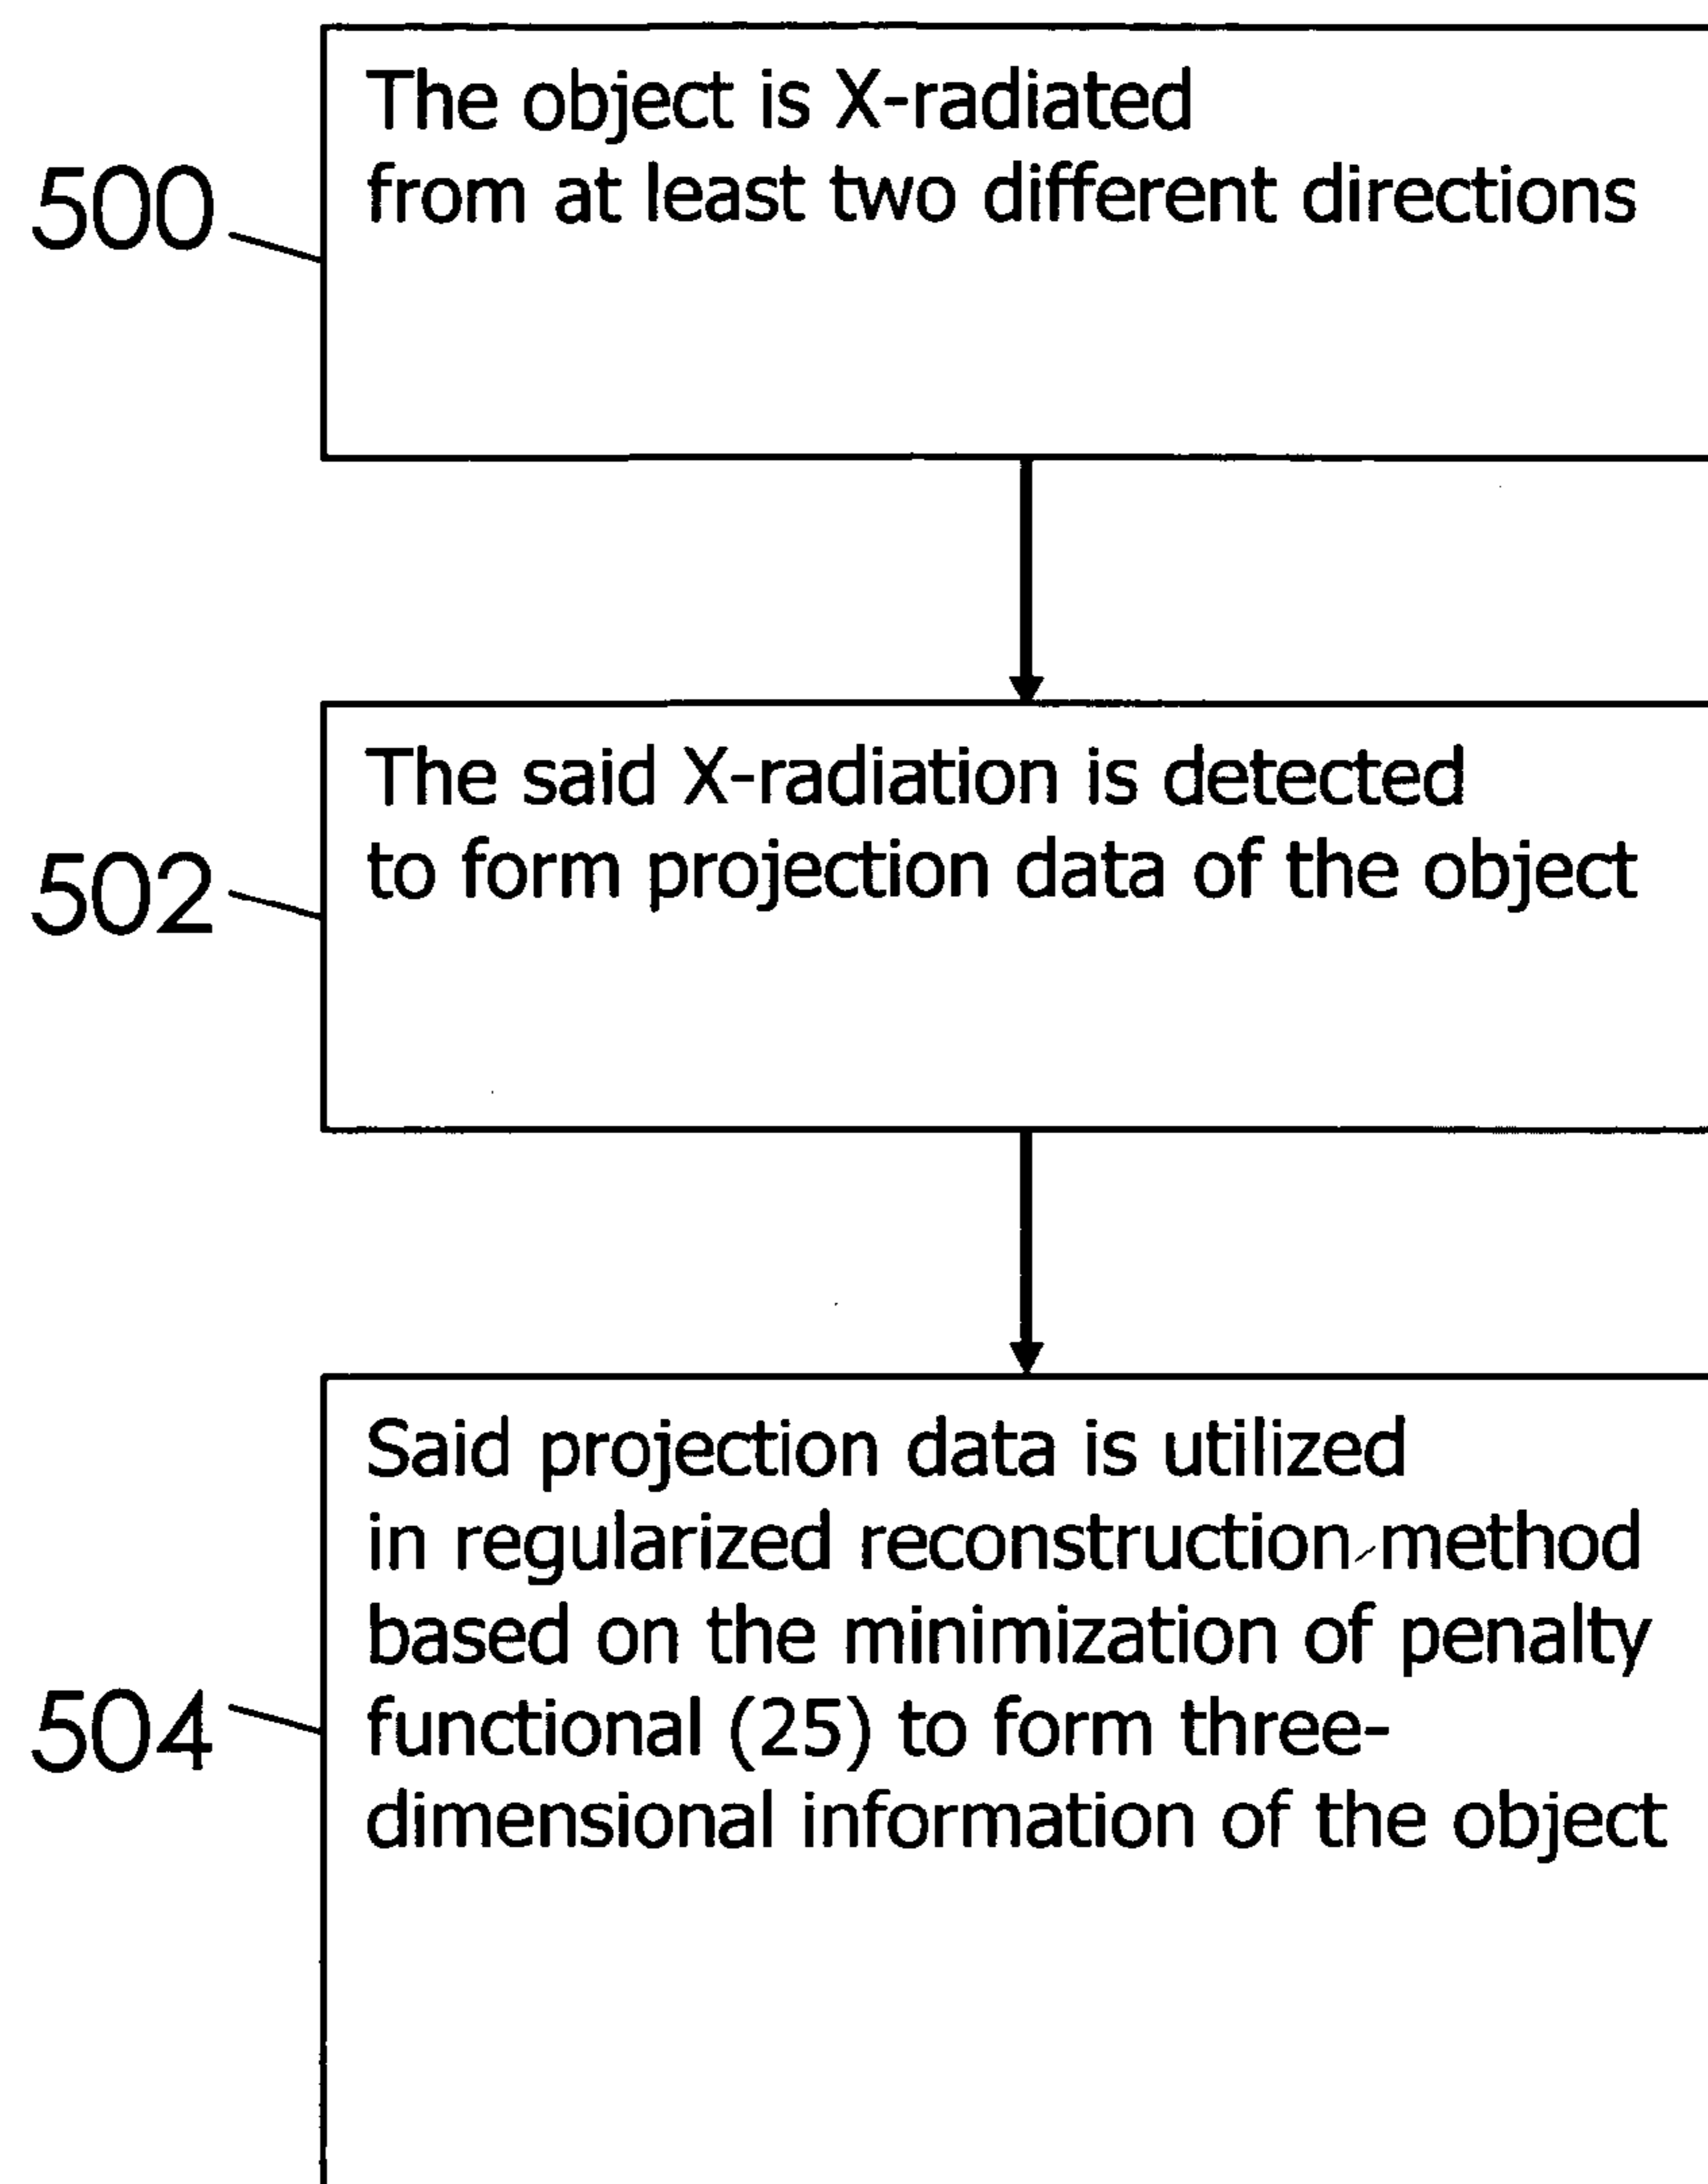 The object is X-radiated
from at least two different directions
500
The said X-radiation is detected
to form projection data of the object
502
Said projection data is utilized
in regularized reconstruction method
based on the minimization of penalty
functional (25) to form three-
dimensional information of the object
504